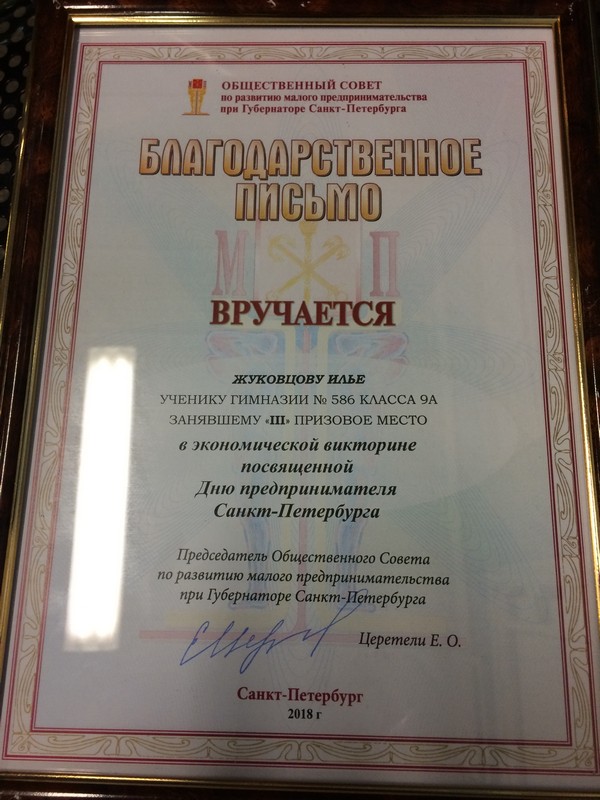 ОБЩЕСТВЕННЫЙ СОВЕТ
по развитию малого предпринимательства
при Губернаторе Санкт-Петербурга
БЛАГОДАРСТВЕННОЕ
ПИСЬМО
М П
ВРУЧАЕТСЯ
ЖУКОВЦОВУ ИЛЬЕ
УЧЕНИКУ ГИМНАЗИИ № 586 КЛАССА 9А
ЗАНЯВШЕМУ «III» ПРИЗОВОЕ МЕСТО
в экономической викторине
посвященной
Дню предпринимателя
Санкт-Петербурга
Председатель Общественного Совета
по развитию малого предпринимательства
при Губернаторе Санкт-Петербурга
Церетели Е. О.
Санкт-Петербург
2018 г